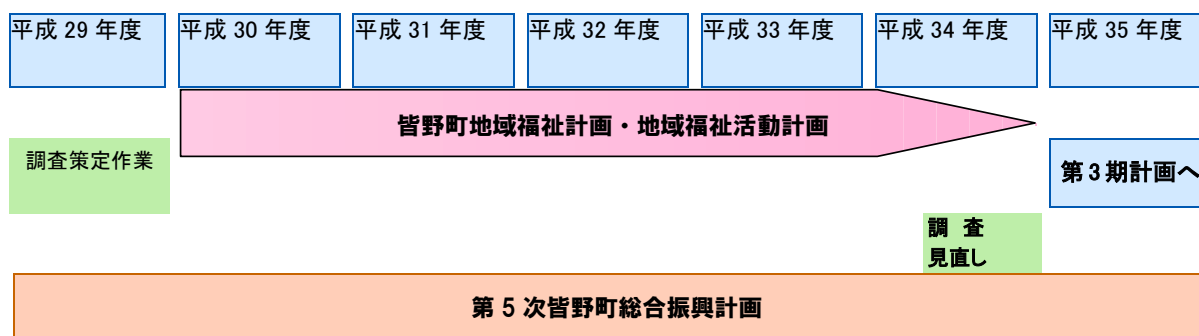 平成 29 年度
平成 30 年度
平成 31 年度
平成 32 年度
平成 33 年度
平成 34 年度
平成 35 年度
皆野町地域福祉計画・地域福祉活動計画
調査策定作業
第３期計画へ
調 査
見直し
第 5 次皆野町総合振興計画